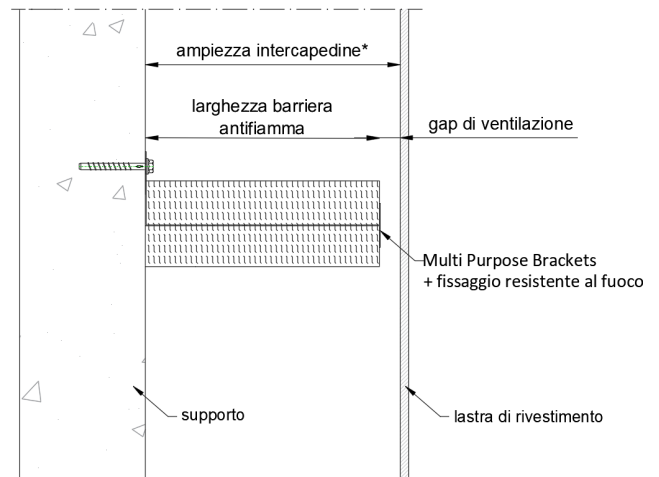 ampiezza intercapedine*
larghezza barriera
antifiamma
gap di ventilazione
Multi Purpose Brackets
+ fissaggio resistente al fuoco
supporto
lastra di rivestimento